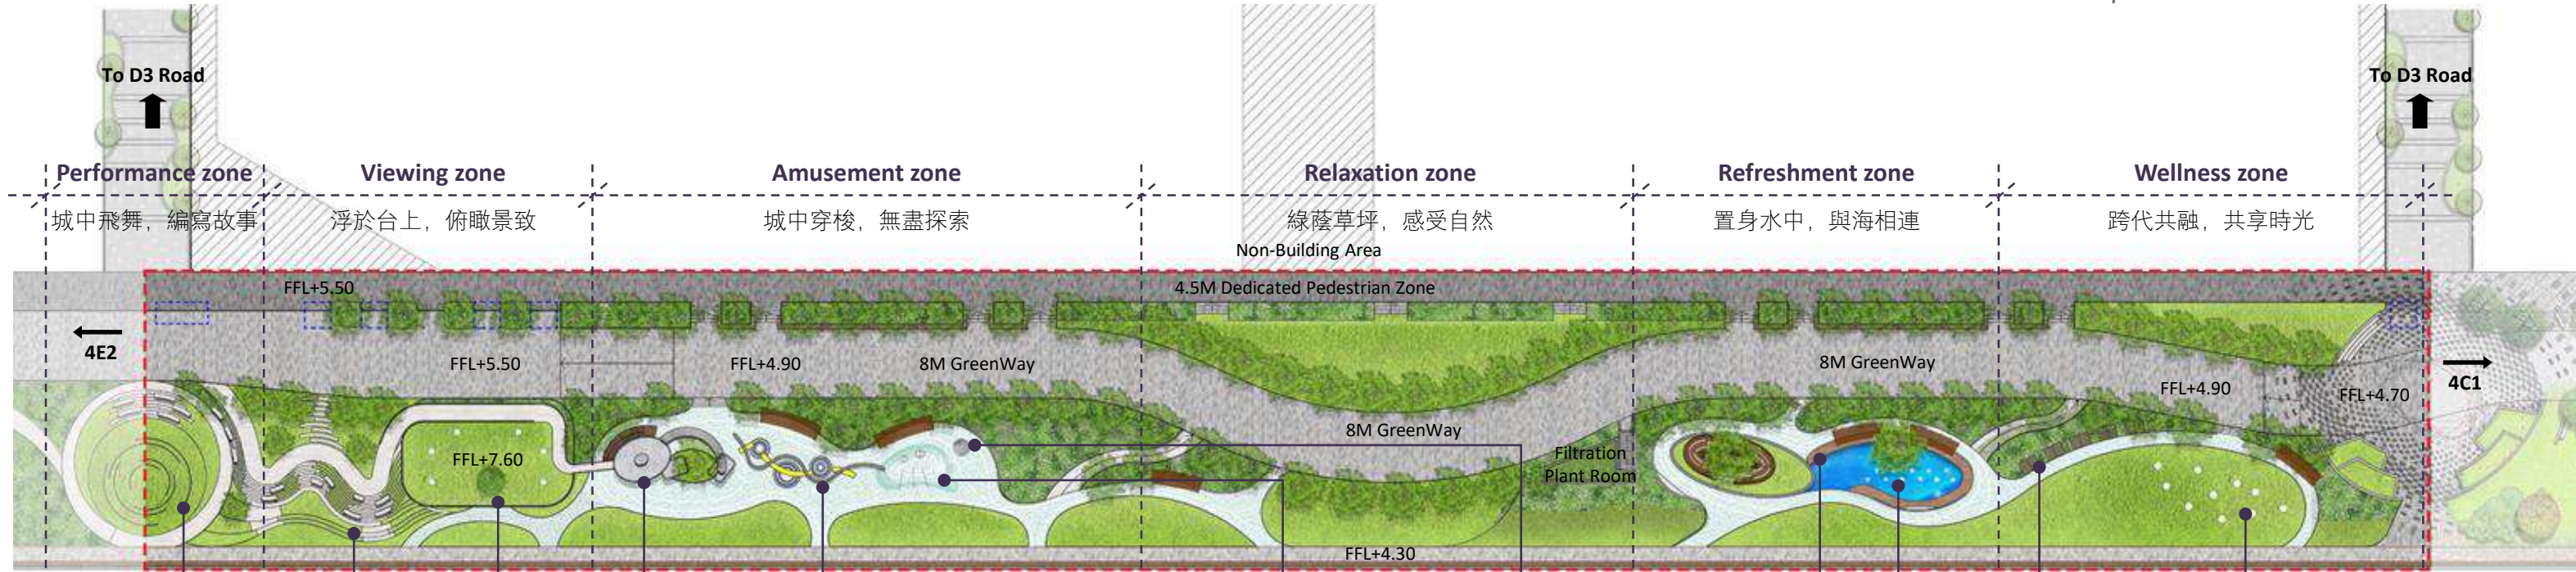 To D3 Road
To D3 Road
Performance zone
Viewing zone
Amusement zone
Relaxation zone
Refreshment zone
Wellness zone
城中飛舞，編寫故事
浮於台上，俯瞰景致
城中穿梭，無盡探索
綠蔭草坪，感受自然
置身水中，與海相連
跨代共融，共享時光
Non-Building Area
FFL+5.50
4.5M Dedicated Pedestrian Zone
4E2
FFL+5.50
FFL+4.90
8M GreenWay
8M GreenWay
FFL+4.90
FFL+4.70
4C1
8M GreenWay
FFL+7.60
Filtration
Plant Room
FFL+4.30